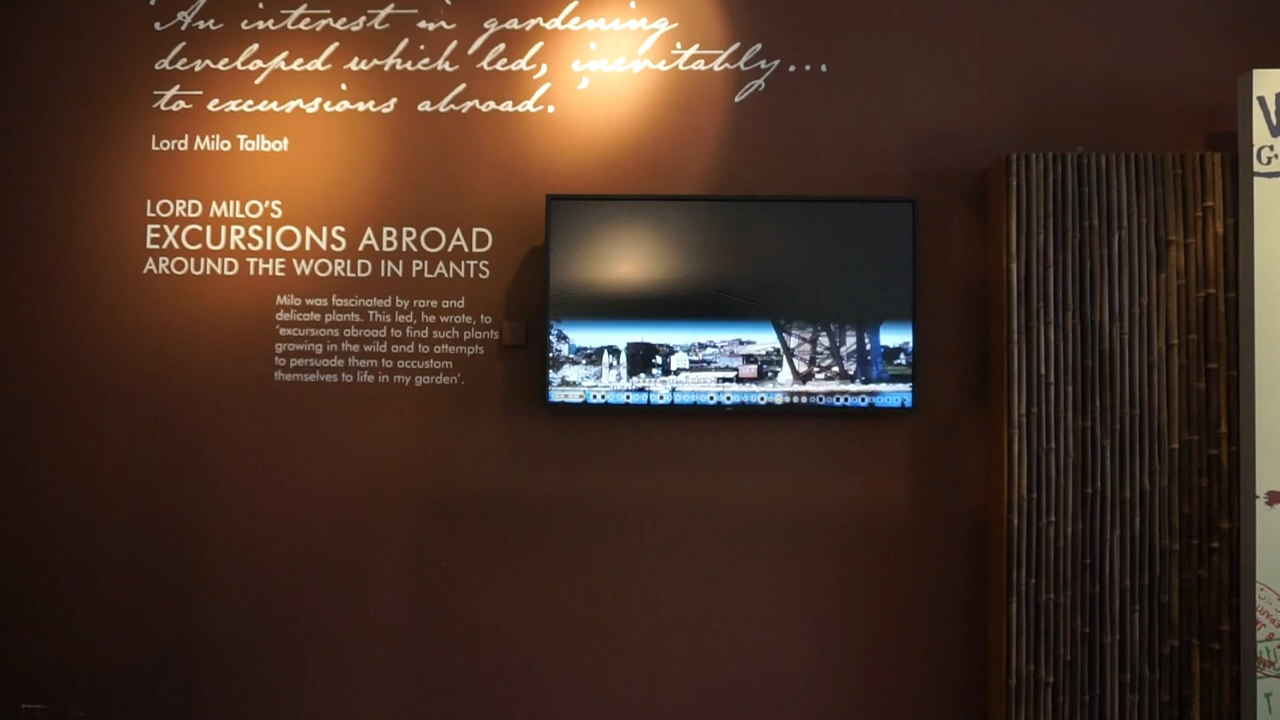 'An interest in gardening
developed which led, inevitably...
to excursions abroad.'
Lord Milo Talbot
LORD MILO'S
EXCURSIONS ABROAD
AROUND THE WORLD IN PLANTS
Milo was fascinated by rare and
delicate plants. This led, he wrote, to
'excursions abroad to find such plants
growing in the wild and to attempts
to persuade them to accustom
themselves to life in my garden'.